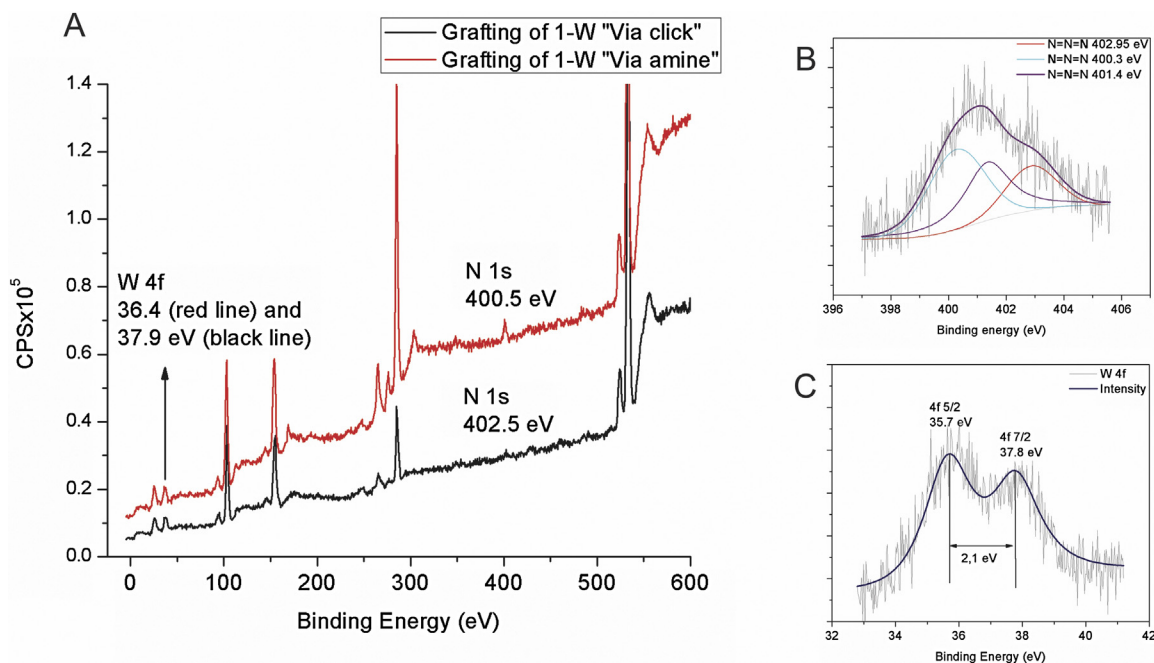 A
Grafting of 1-W "Via click"
Grafting of 1-W "Via amine"
1.4
1.2
1.0
0.8
0.6
0.4
0.2
0.0
CPSx10⁵
W 4f
36.4 (red line) and
37.9 eV (black line)
N 1s
400.5 eV
N 1s
402.5 eV
0 100 200 300 400 500 600
Binding Energy (eV)
B
N=N=N 402.95 eV
N=N=N 400.3 eV
N=N=N 401.4 eV
396 398 400 402 404 406
Binding energy (eV)
C
W 4f
Intensity
4f 5/2
35.7 eV
4f 7/2
37.8 eV
2,1 eV
32 34 36 38 40 42
Binding Energy (eV)